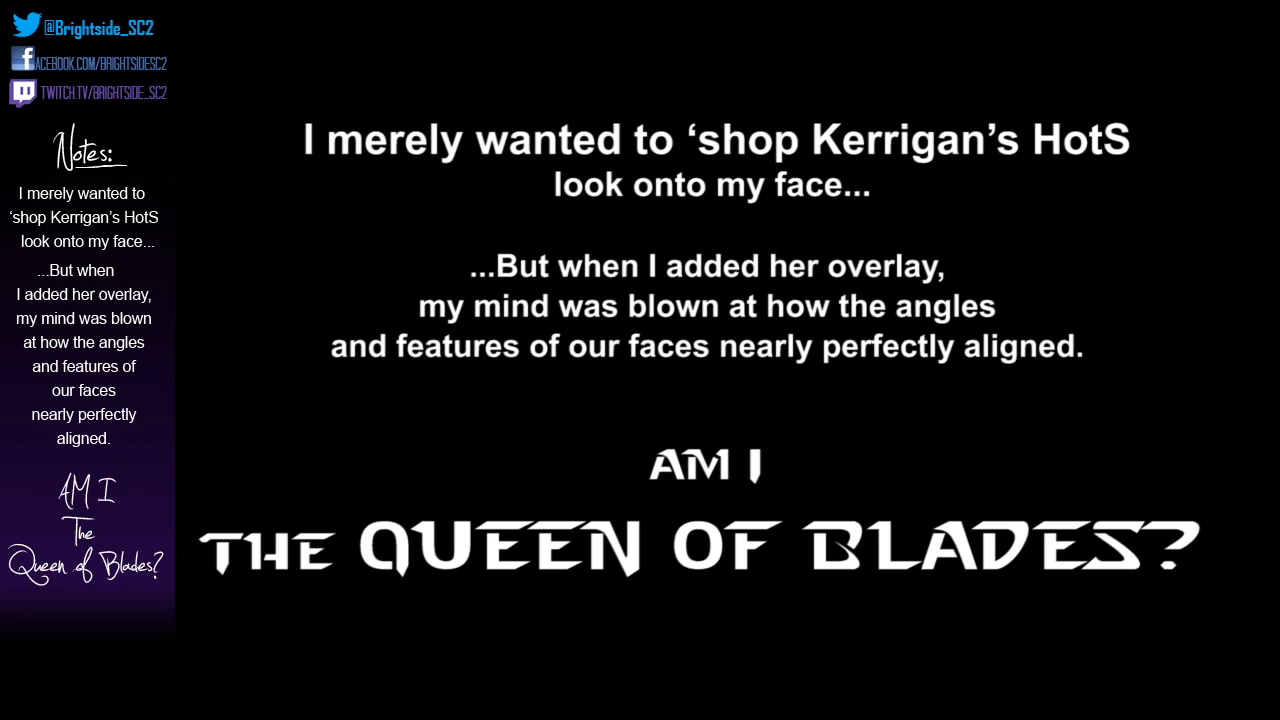 @Brightside_SC2
facebook.com/BrightsideSC2
twitch.tv/Brightside_SC2
Notes:
I merely wanted to
‘shop Kerrigan’s HotS
look onto my face...
...But when
I added her overlay,
my mind was blown
at how the angles
and features of
our faces
nearly perfectly
aligned.
AM I
The
Queen of Blades?
I merely wanted to ‘shop Kerrigan’s HotS
look onto my face...
...But when I added her overlay,
my mind was blown at how the angles
and features of our faces nearly perfectly aligned.
AM I
THE QUEEN OF BLADES?